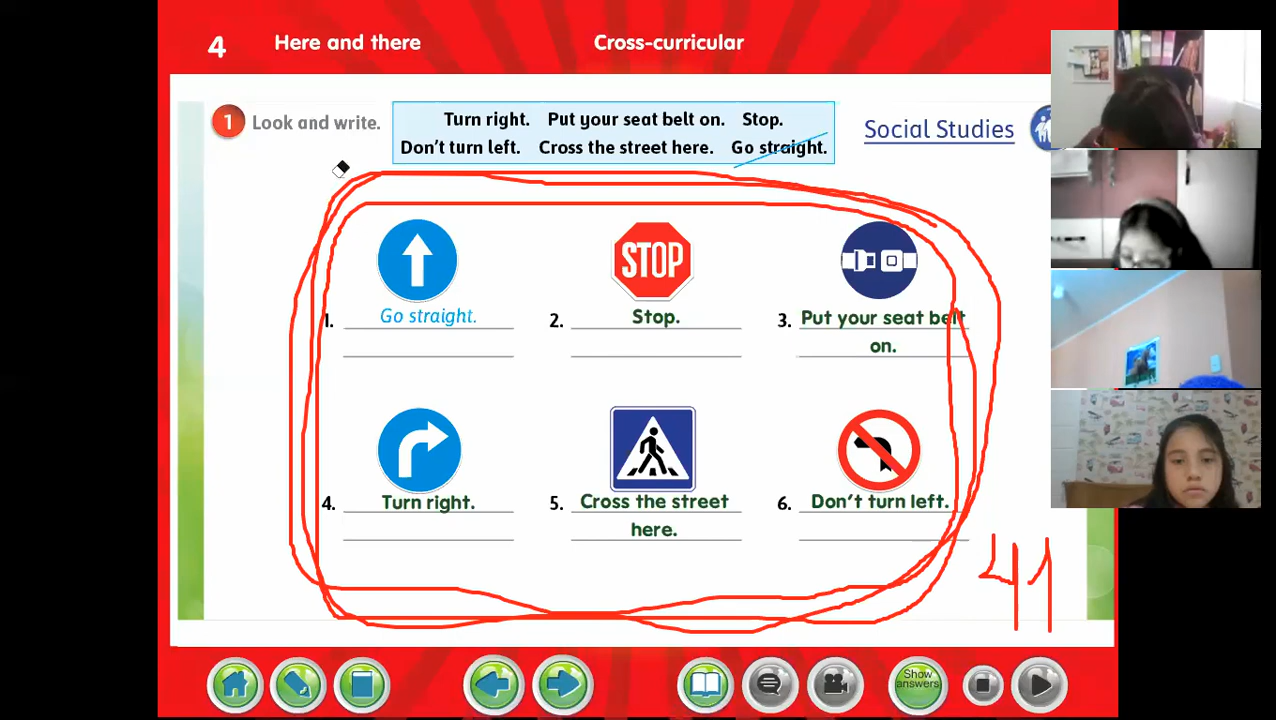 4 Here and there Cross-curricular
1 Look and write.
Turn right. Put your seat belt on. Stop.
Don't turn left. Cross the street here. Go straight.
Social Studies
STOP
1. Go straight.
2. Stop.
3. Put your seat belt
on.
4. Turn right.
5. Cross the street
here.
6. Don't turn left.
41
Show
answers